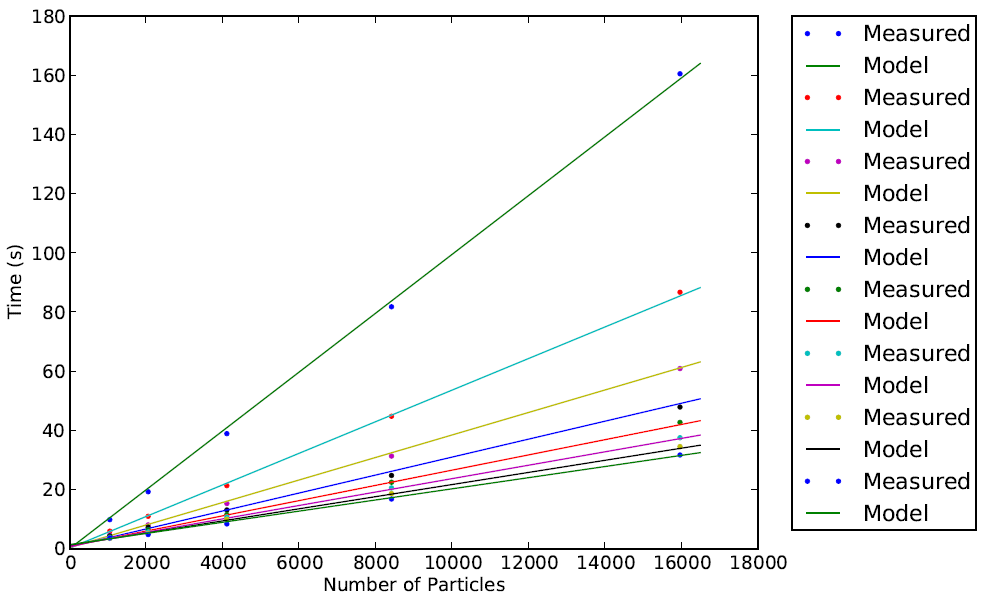 180
160
140
120
100
80
60
40
20
0
Time (s)
0 2000 4000 6000 8000 10000 12000 14000 16000 18000
Number of Particles
Measured
Model
Measured
Model
Measured
Model
Measured
Model
Measured
Model
Measured
Model
Measured
Model
Measured
Model